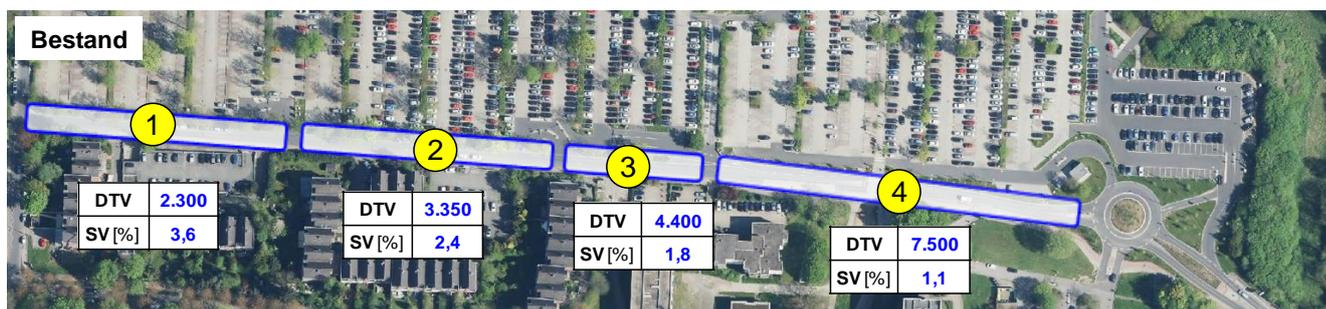 Bestand
1
2
3
4
DTV 2.300
SV [%] 3,6
DTV 3.350
SV [%] 2,4
DTV 4.400
SV [%] 1,8
DTV 7.500
SV [%] 1,1